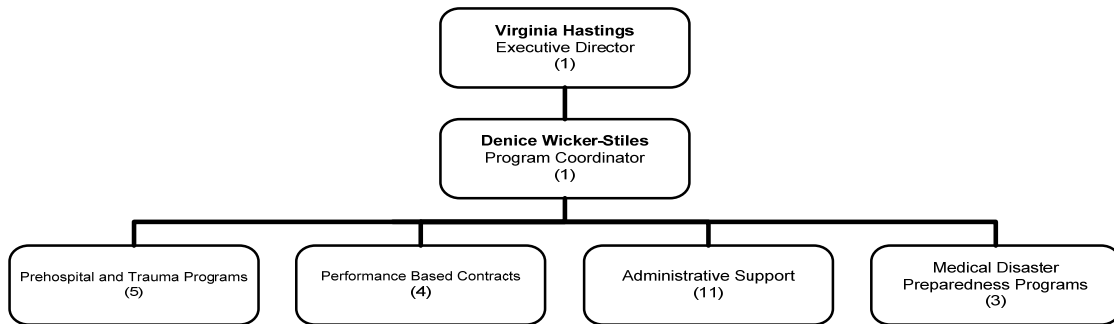 Virginia Hastings
Executive Director
(1)
Denice Wicker-Stiles
Program Coordinator
(1)
Prehospital and Trauma Programs
(5)
Performance Based Contracts
(4)
Administrative Support
(11)
Medical Disaster
Preparedness Programs
(3)